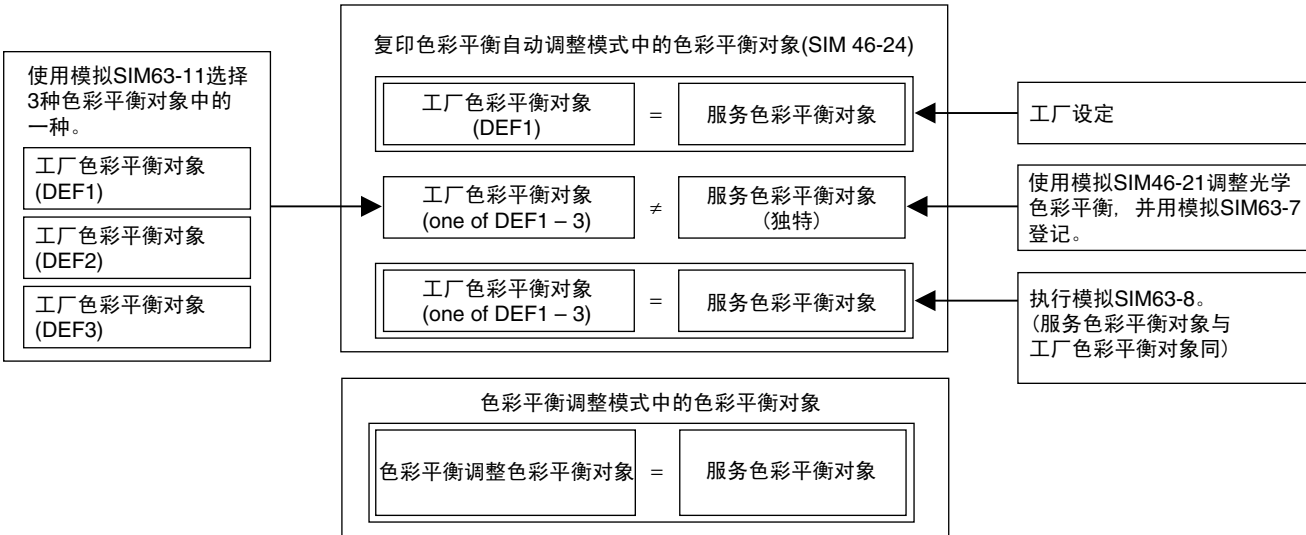 使用模拟SIM63-11选择
3种色彩平衡对象中的
一种。
工厂色彩平衡对象
(DEF1)
工厂色彩平衡对象
(DEF2)
工厂色彩平衡对象
(DEF3)
复印色彩平衡自动调整模式中的色彩平衡对象(SIM 46-24)
工厂色彩平衡对象
(DEF1)
=
服务色彩平衡对象
工厂色彩平衡对象
(one of DEF1 – 3)
≠
服务色彩平衡对象
(独特)
工厂色彩平衡对象
(one of DEF1 – 3)
=
服务色彩平衡对象
工厂设定
使用模拟SIM46-21调整光学
色彩平衡，并用模拟SIM63-7
登记。
执行模拟SIM63-8。
(服务色彩平衡对象与
工厂色彩平衡对象同)
色彩平衡调整模式中的色彩平衡对象
色彩平衡调整色彩平衡对象
=
服务色彩平衡对象